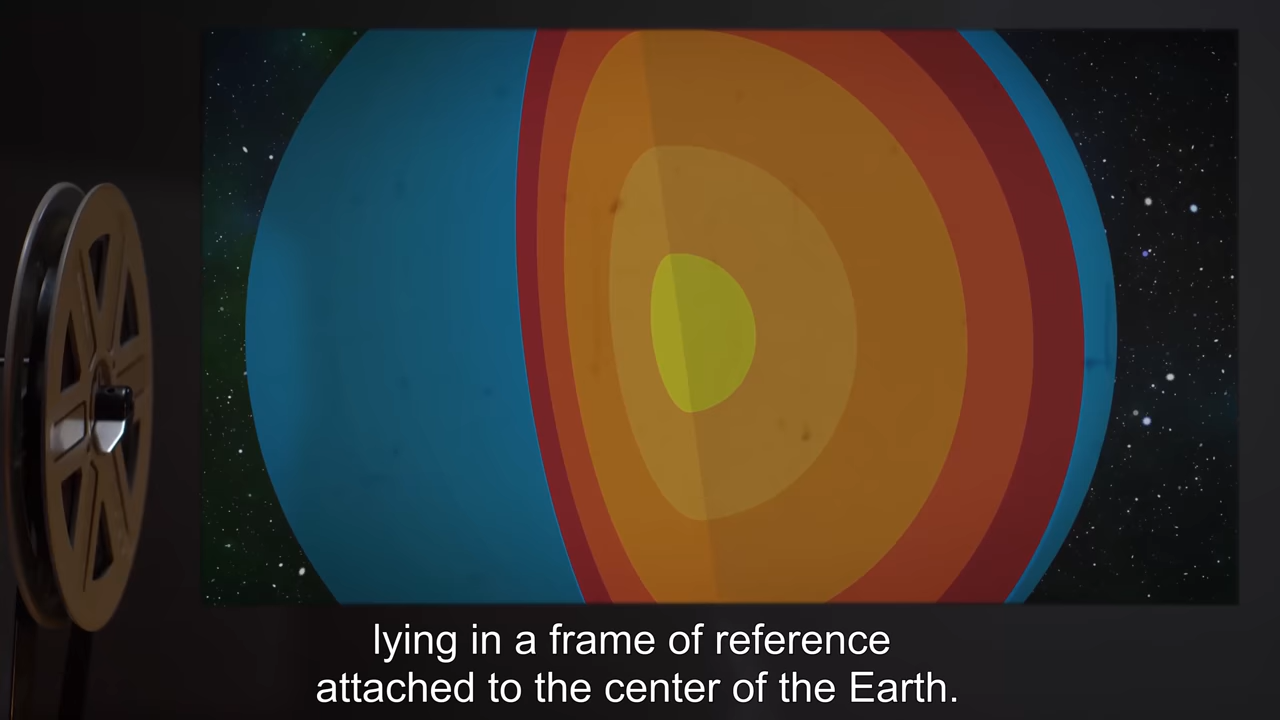 lying in a frame of reference
attached to the center of the Earth.